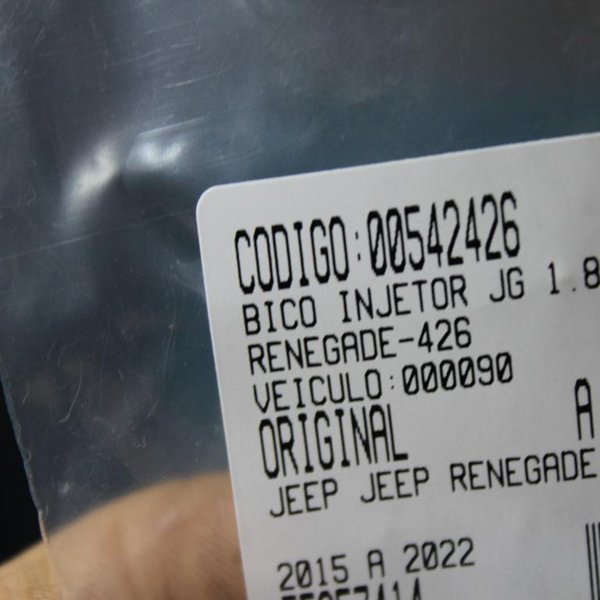 CODIGO:00542426
BICO INJETOR JG 1.8
RENEGADE-426
VEICULO:000090
ORIGINAL A
JEEP JEEP RENEGADE
2015 A 2022